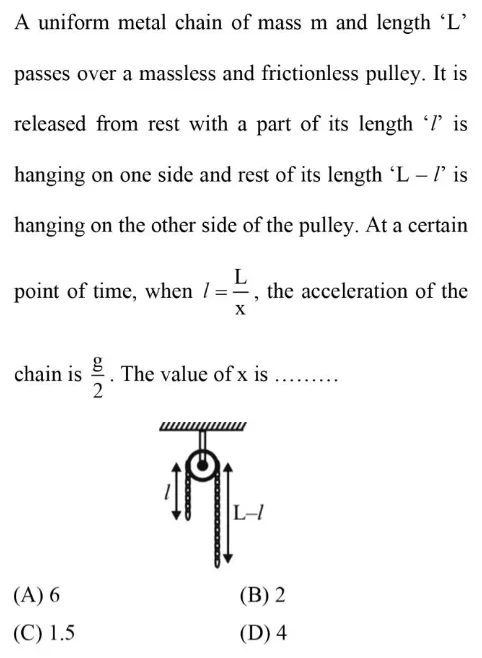 A uniform metal chain of mass m and length ‘L’
passes over a massless and frictionless pulley. It is
released from rest with a part of its length ‘l’ is
hanging on one side and rest of its length ‘L – l’ is
hanging on the other side of the pulley. At a certain
point of time, when l = L/x, the acceleration of the
chain is g/2. The value of x is .........
l
L–l
(A) 6 (B) 2
(C) 1.5 (D) 4